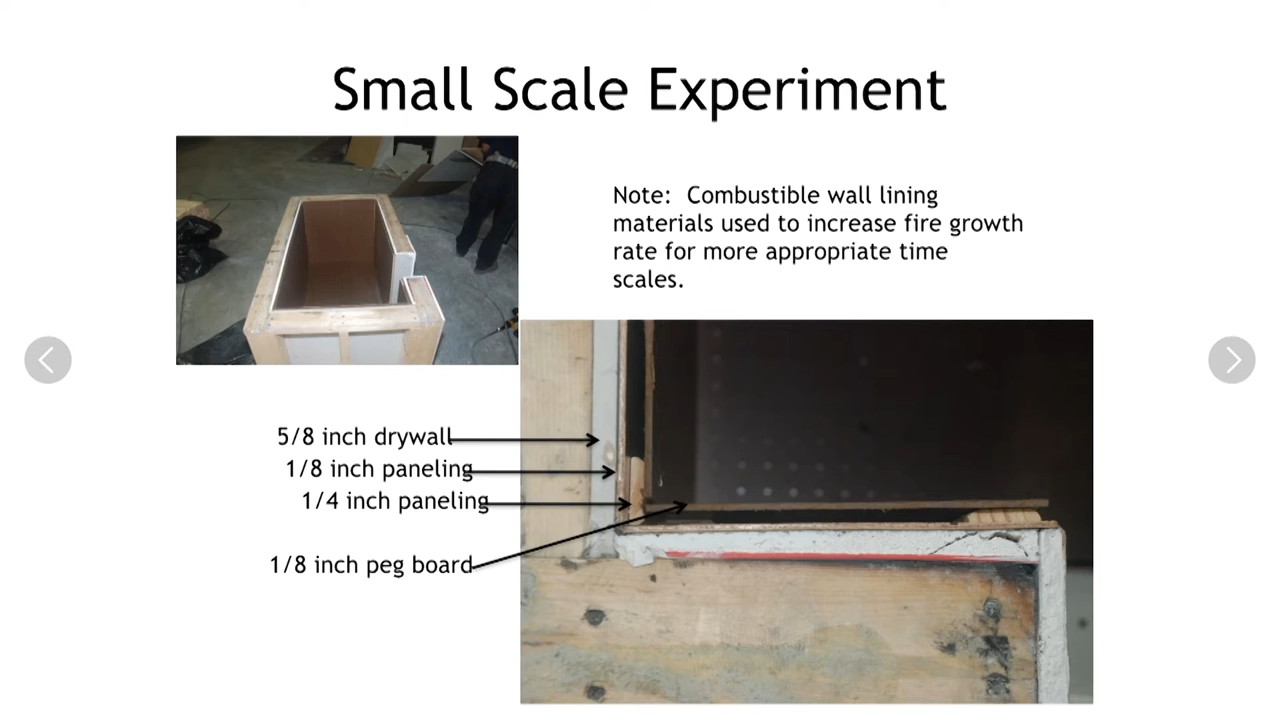 Small Scale Experiment
Note:  Combustible wall lining
materials used to increase fire growth
rate for more appropriate time
scales.
5/8 inch drywall
1/8 inch paneling
1/4 inch paneling
1/8 inch peg board